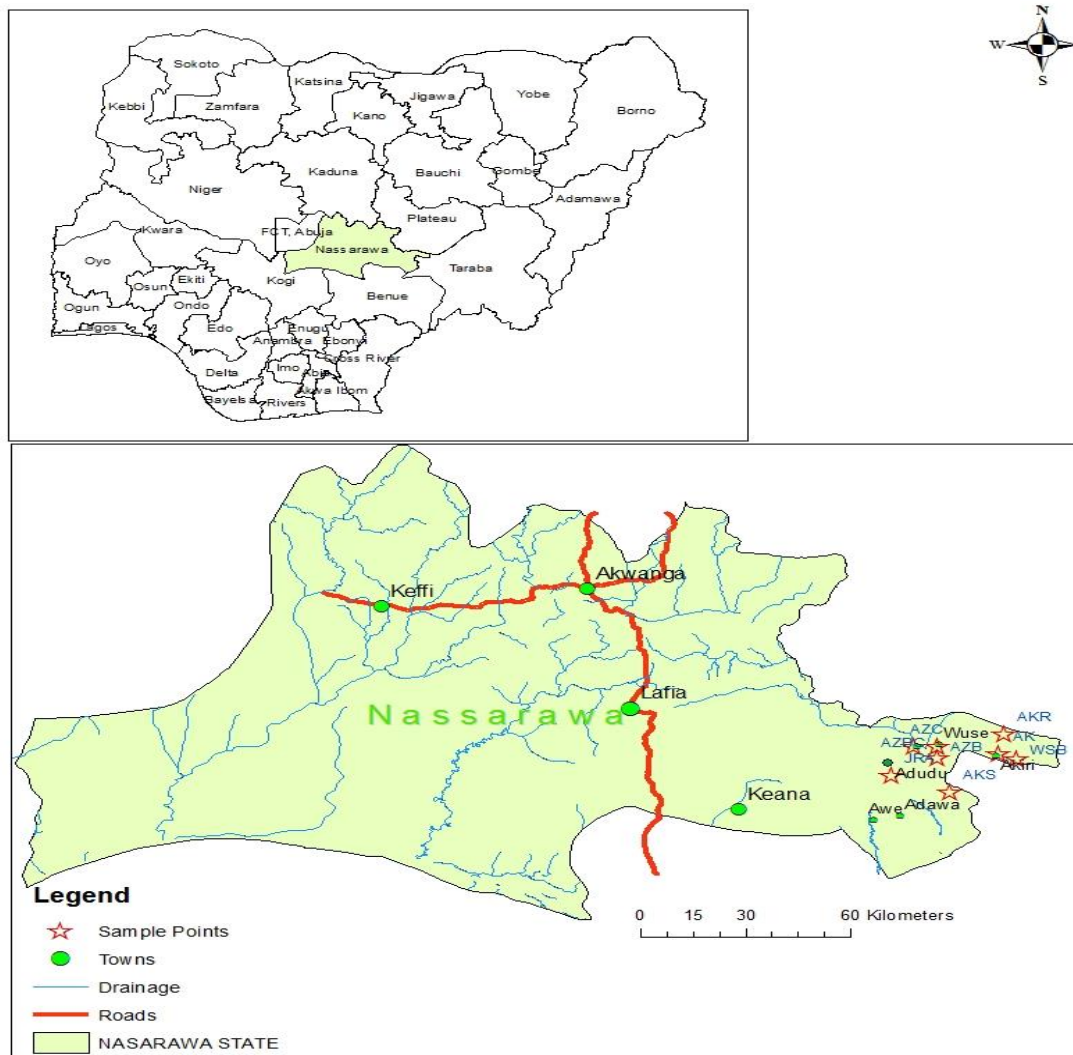 N
W
S
Sokoto
Katsina
Jigawa
Yobe
Borno
Kebbi
Zamfara
Kano
Kaduna
Bauchi
Gombe
Niger
Adamawa
Plateau
Kwara
FCT, Abuja
Nassarawa
Oyo
Taraba
Osun
Ekiti
Kogi
Benue
Ogun
Ondo
Lagos
Edo
Enugu
Anambra
Ebonyi
Cross River
Delta
Imo
Abia
Akwa Ibom
Bayelsa
Rivers
Akwanga
Keffi
Lafia
Nassarawa
AKR
AZC
Wuse
AK
AZB
WSB
Akiri
Adudu
AKS
Keana
Awe
Adawa
Legend
0 15 30 60 Kilometers
Sample Points
Towns
Drainage
Roads
NASARAWA STATE